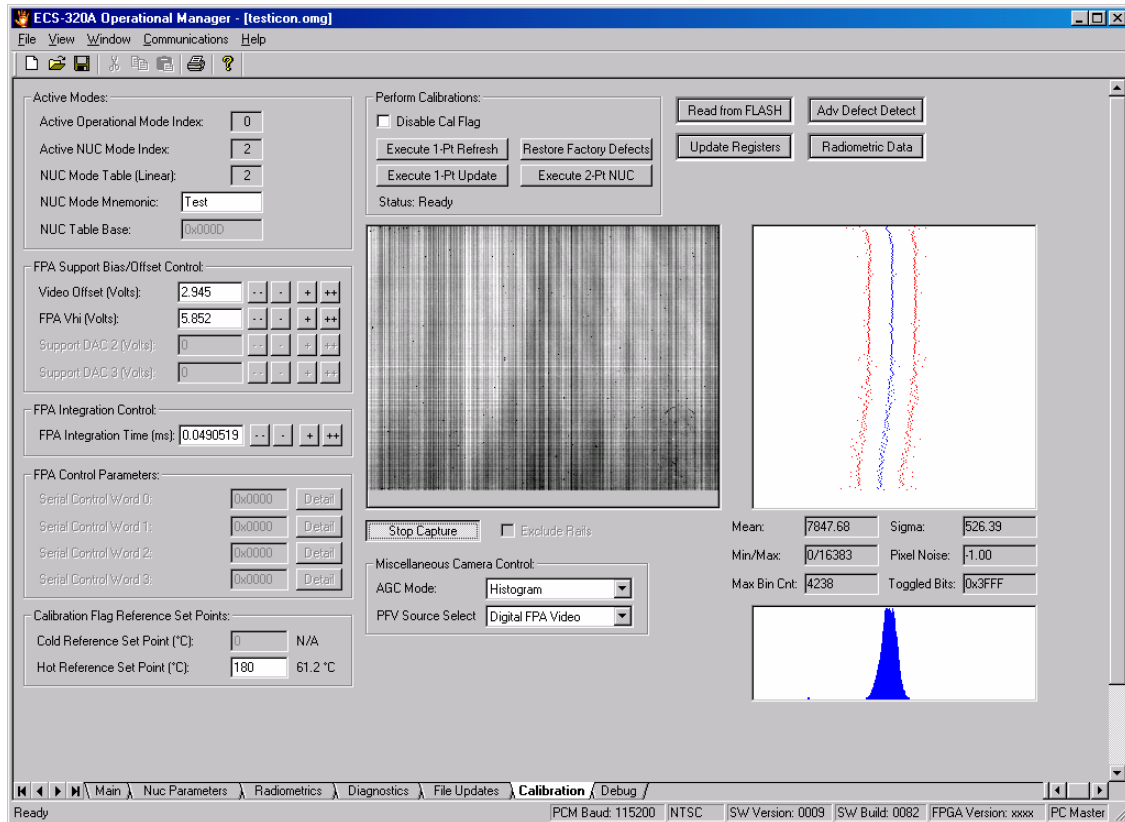 ECS-320A Operational Manager - [testicon.omg]
File View Window Communications Help
Active Modes:
Active Operational Mode Index: 0
Active NUC Mode Index: 2
NUC Mode Table (Linear): 2
NUC Mode Mnemonic: Test
NUC Table Base: 0x000D
FPA Support Bias/Offset Control:
Video Offset (Volts): 2.945 -- - + ++
FPA Vhi (Volts): 5.852 -- - + ++
Support DAC 2 (Volts): 0 -- - + ++
Support DAC 3 (Volts): 0 -- - + ++
FPA Integration Control:
FPA Integration Time (ms): 0.0490519 -- - + ++
FPA Control Parameters:
Serial Control Word 0: 0x0000 Detail
Serial Control Word 1: 0x0000 Detail
Serial Control Word 2: 0x0000 Detail
Serial Control Word 3: 0x0000 Detail
Calibration Flag Reference Set Points:
Cold Reference Set Point (°C): 0 N/A
Hot Reference Set Point (°C): 180 61.2 °C
Perform Calibrations:
Disable Cal Flag
Execute 1-Pt Refresh Restore Factory Defects
Execute 1-Pt Update Execute 2-Pt NUC
Status: Ready
Read from FLASH Adv Defect Detect
Update Registers Radiometric Data
Stop Capture Exclude Rails
Miscellaneous Camera Control:
AGC Mode: Histogram
PFV Source Select Digital FPA Video
Mean: 7847.68 Sigma: 526.39
Min/Max: 0/16383 Pixel Noise: -1.00
Max Bin Cnt: 4238 Toggled Bits: 0x3FFF
Main Nuc Parameters Radiometrics Diagnostics File Updates Calibration Debug
Ready PCM Baud: 115200 NTSC SW Version: 0009 SW Build: 0082 FPGA Version: xxxx PC Master